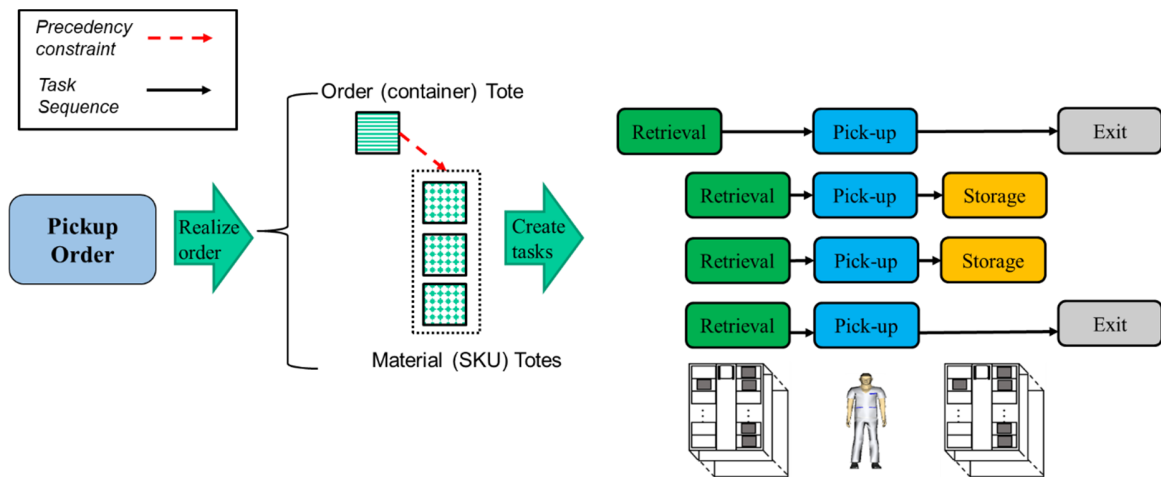 Precedency
constraint
Task
Sequence
Order (container) Tote
Pickup
Order
Realize
order
Material (SKU) Totes
Create
tasks
Retrieval
Pick-up
Exit
Retrieval
Pick-up
Storage
Retrieval
Pick-up
Storage
Retrieval
Pick-up
Exit